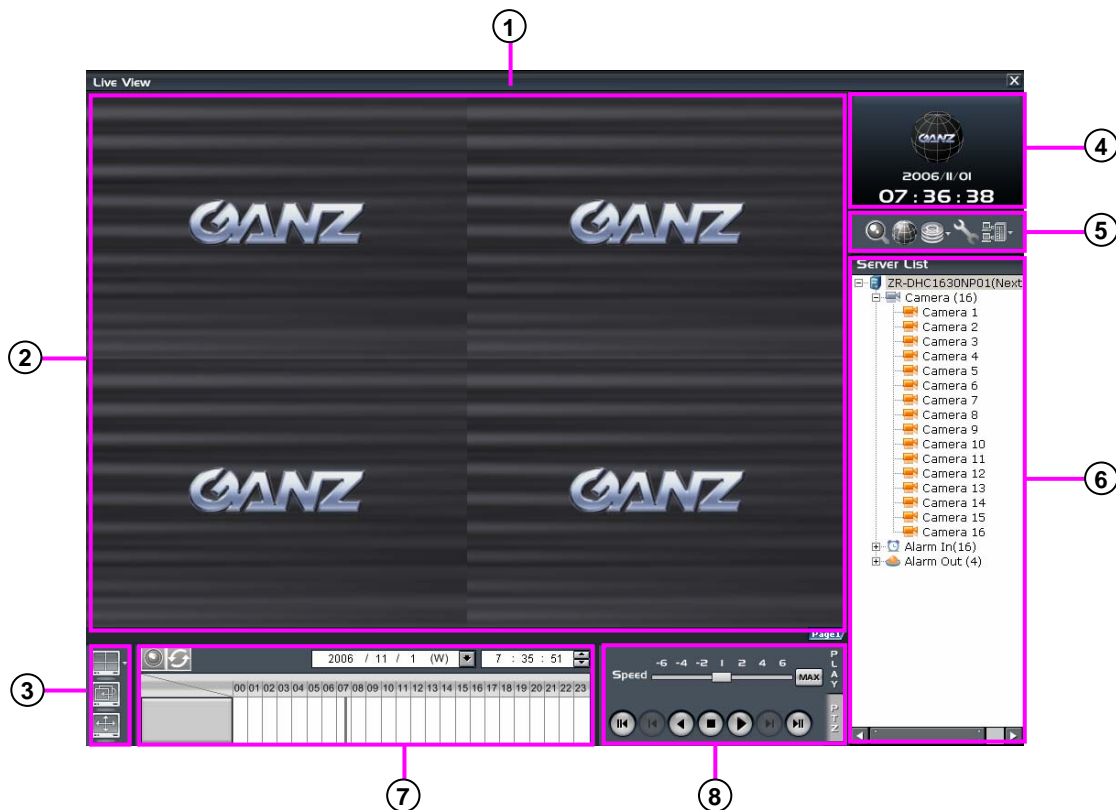 1
Live View
X
GANZ
GANZ
GANZ
GANZ
2
Page1
3
2006 / 11 / 1 (W)
7 : 35 : 51
00 01 02 03 04 05 06 07 08 09 10 11 12 13 14 15 16 17 18 19 20 21 22 23
7
Speed
-6 -4 -2 1 2 4 6
MAX
PLAY
PTZ
8
GANZ
2006/11/01
07:36:38
4
5
Server List
ZR-DHC1630NP01(Next
Camera (16)
Camera 1
Camera 2
Camera 3
Camera 4
Camera 5
Camera 6
Camera 7
Camera 8
Camera 9
Camera 10
Camera 11
Camera 12
Camera 13
Camera 14
Camera 15
Camera 16
Alarm In(16)
Alarm Out (4)
6